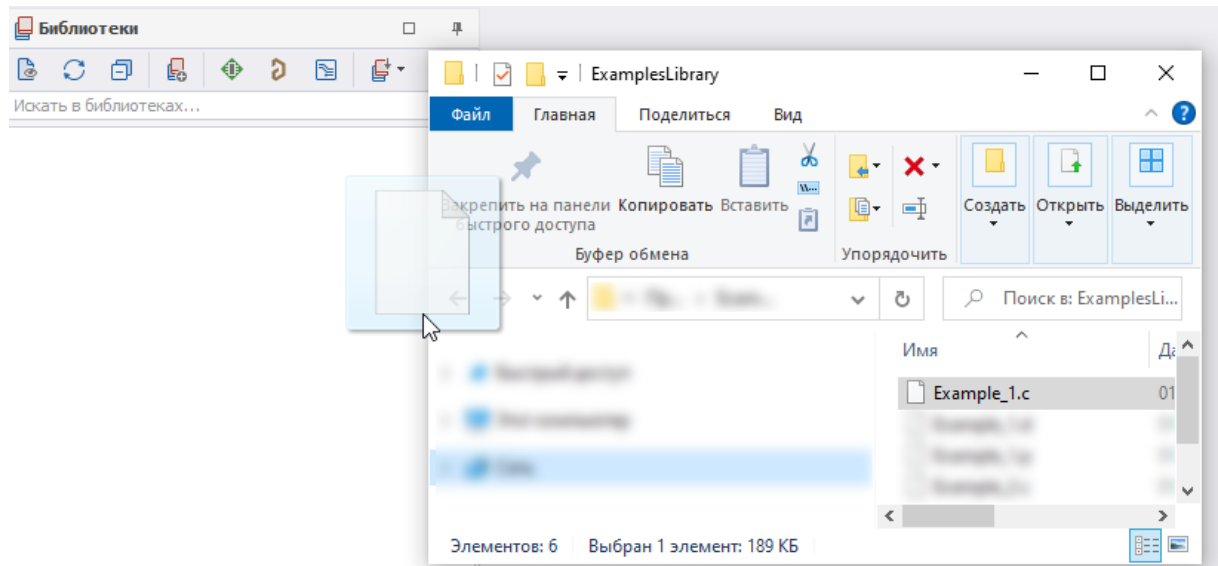 Библиотеки
Искать в библиотеках...
ExamplesLibrary
Файл Главная Поделиться Вид
Закрепить на панели быстрого доступа
Копировать
Вставить
Буфер обмена
Упорядочить
Создать
Открыть
Выделить
Поиск в: ExamplesLi...
Имя
Example_1.c 01
Элементов: 6 Выбран 1 элемент: 189 КБ